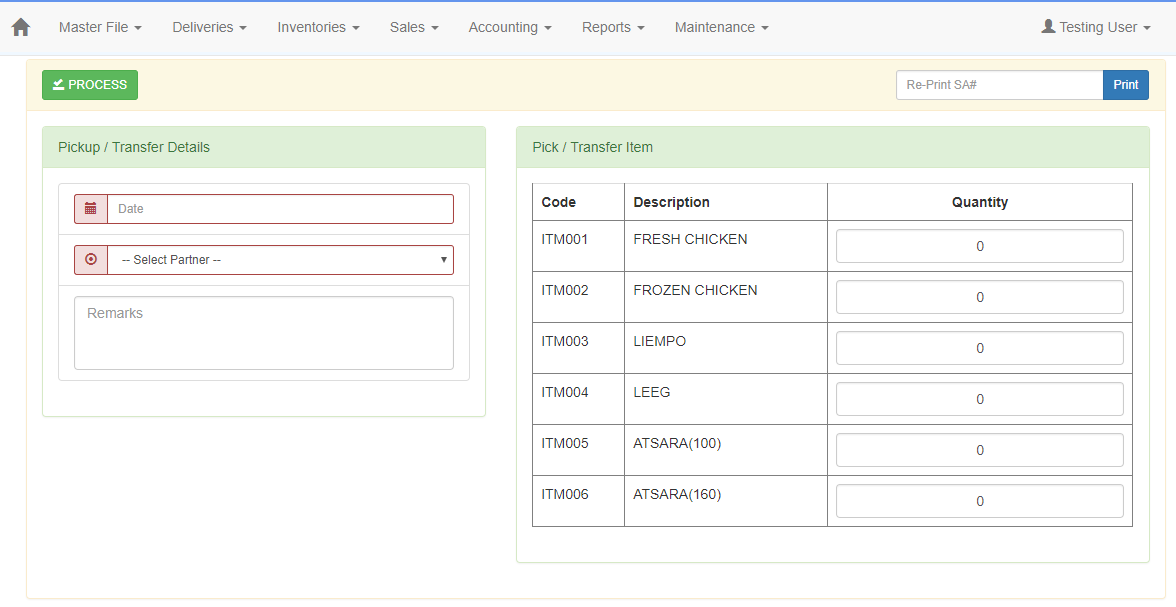 Master File Deliveries Inventories Sales Accounting Reports Maintenance Testing User
PROCESS Re-Print SA# Print
Pickup / Transfer Details
Date
-- Select Partner --
Remarks
Pick / Transfer Item
Code Description Quantity
ITM001 FRESH CHICKEN 0
ITM002 FROZEN CHICKEN 0
ITM003 LIEMPO 0
ITM004 LEEG 0
ITM005 ATSARA(100) 0
ITM006 ATSARA(160) 0